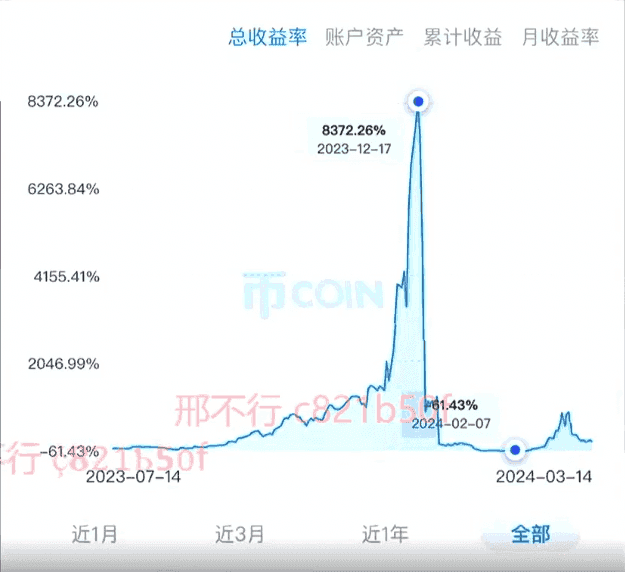 总收益率 账户资产 累计收益 月收益率
8372.26%
8372.26%
2023-12-17
6263.84%
4155.41%
币COIN
2046.99%
邢不行 c821b50f
-61.43%
2024-02-07
不行 c821b50f
-61.43%
2023-07-14 2024-03-14
近1月 近3月 近1年 全部